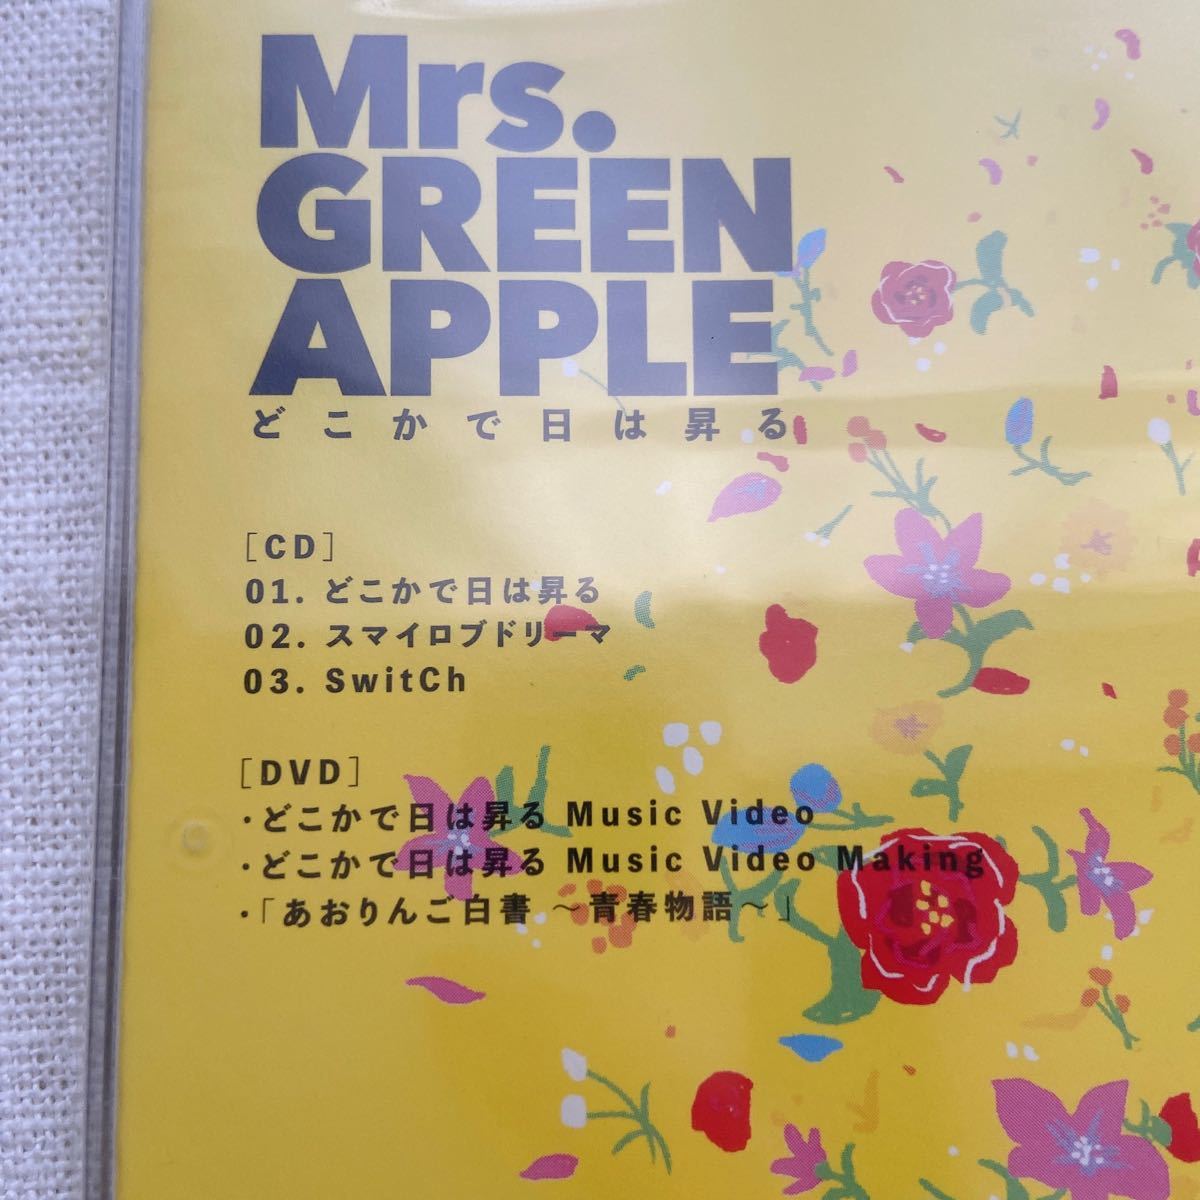 Mrs.
GREEN
APPLE
どこかで日は昇る
[CD]
01. どこかで日は昇る
02. スマイロブドリーマ
03. SwitCh
[DVD]
・どこかで日は昇る Music Video
・どこかで日は昇る Music Video Making
・「あおりんご白書 ～青春物語～」